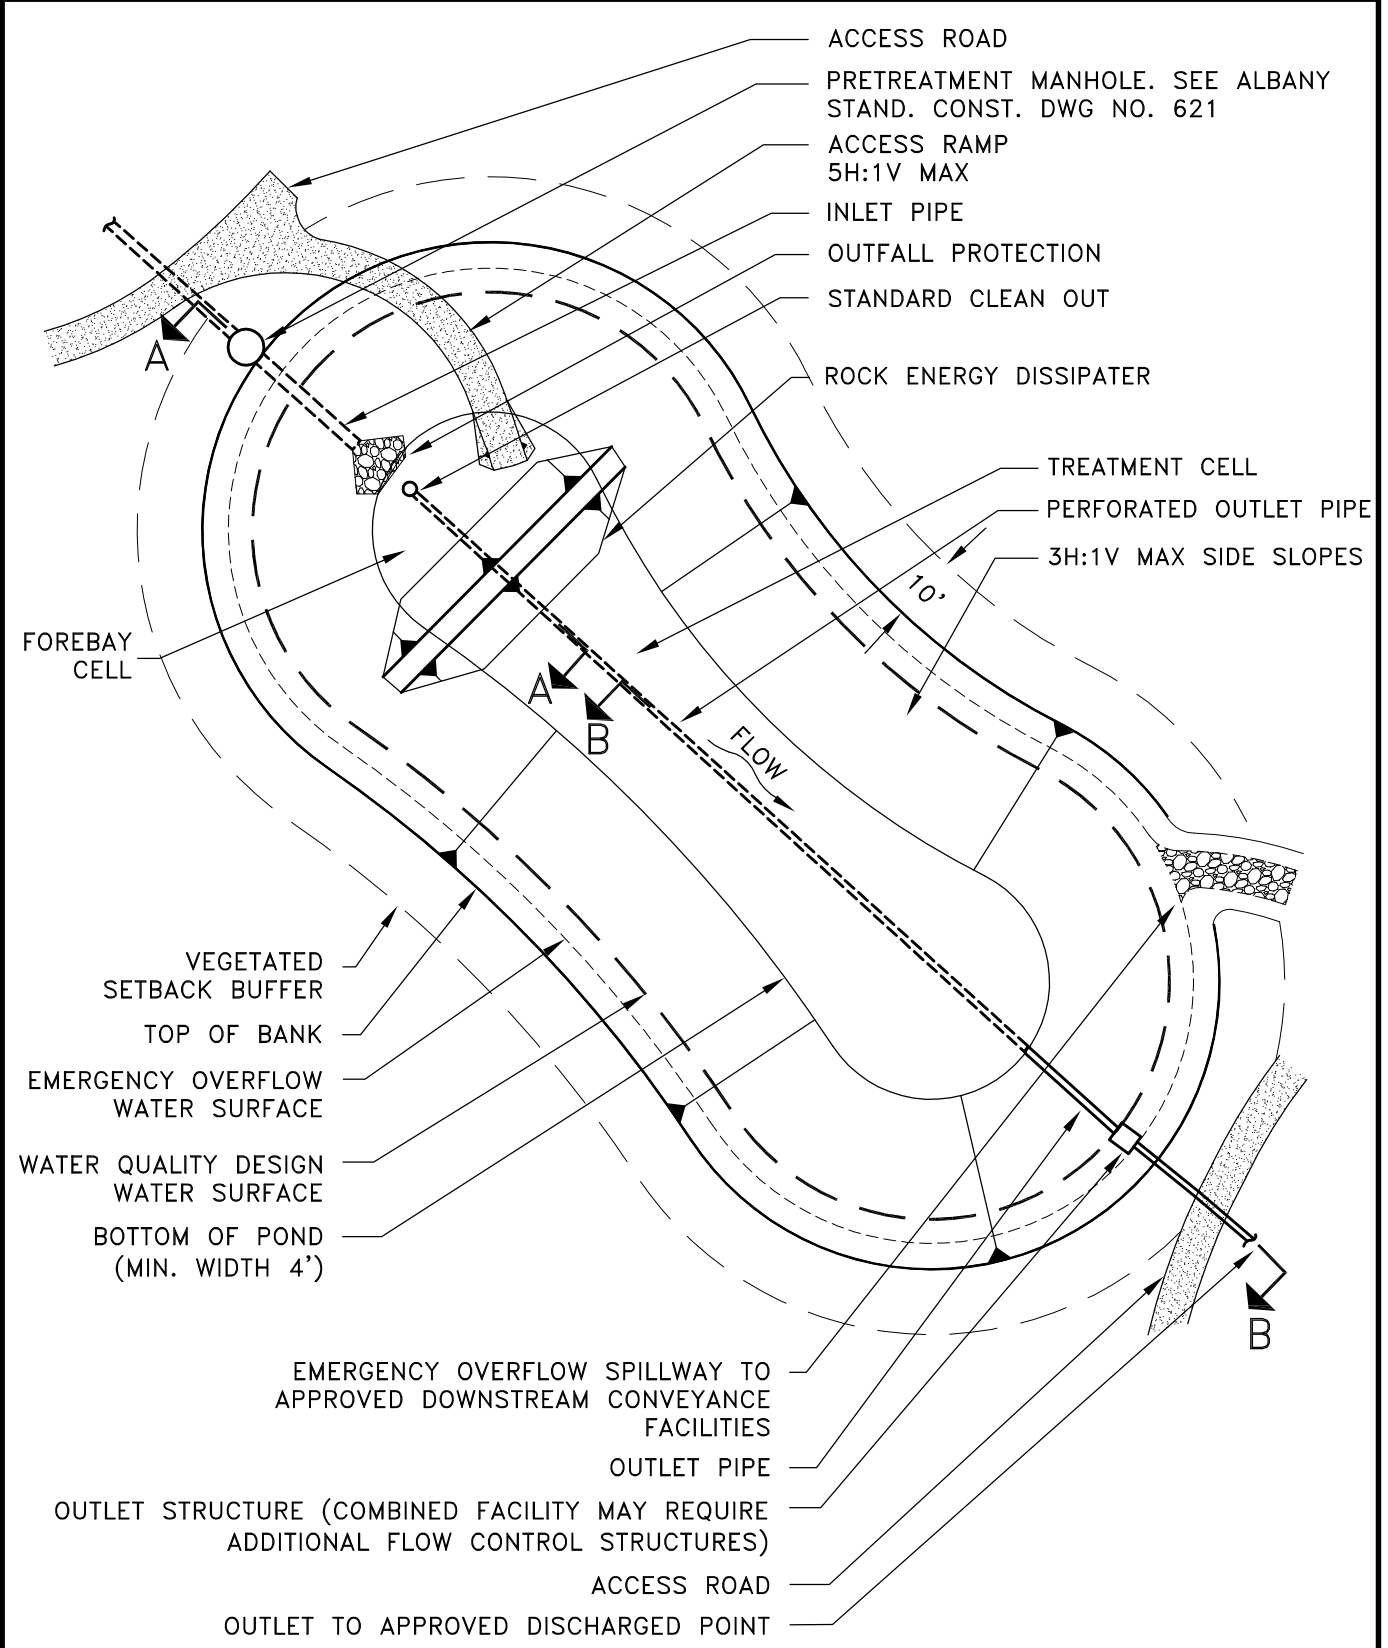 ACCESS ROAD
PRETREATMENT MANHOLE. SEE ALBANY
STAND. CONST. DWG NO. 621
ACCESS RAMP
5H:1V MAX
INLET PIPE
OUTFALL PROTECTION
STANDARD CLEAN OUT
A
ROCK ENERGY DISSIPATER
TREATMENT CELL
PERFORATED OUTLET PIPE
3H:1V MAX SIDE SLOPES
10'
FOREBAY
CELL
A
B
FLOW
VEGETATED
SETBACK BUFFER
TOP OF BANK
EMERGENCY OVERFLOW
WATER SURFACE
WATER QUALITY DESIGN
WATER SURFACE
BOTTOM OF POND
(MIN. WIDTH 4')
B
EMERGENCY OVERFLOW SPILLWAY TO
APPROVED DOWNSTREAM CONVEYANCE
FACILITIES
OUTLET PIPE
OUTLET STRUCTURE (COMBINED FACILITY MAY REQUIRE
ADDITIONAL FLOW CONTROL STRUCTURES)
ACCESS ROAD
OUTLET TO APPROVED DISCHARGED POINT